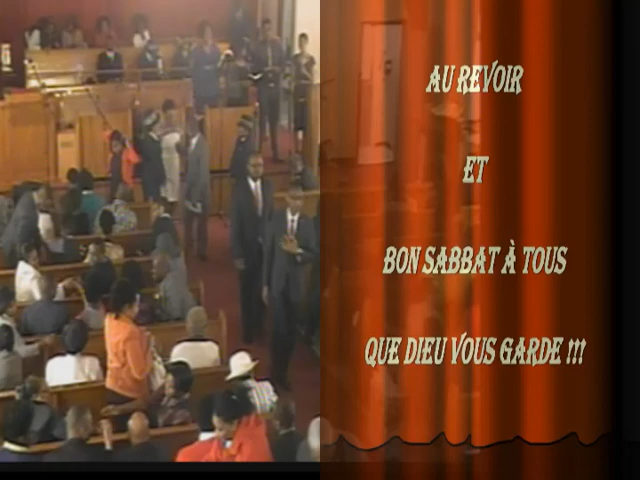 AU REVOIR
ET
BON SABBAT À TOUS
QUE DIEU VOUS GARDE !!!